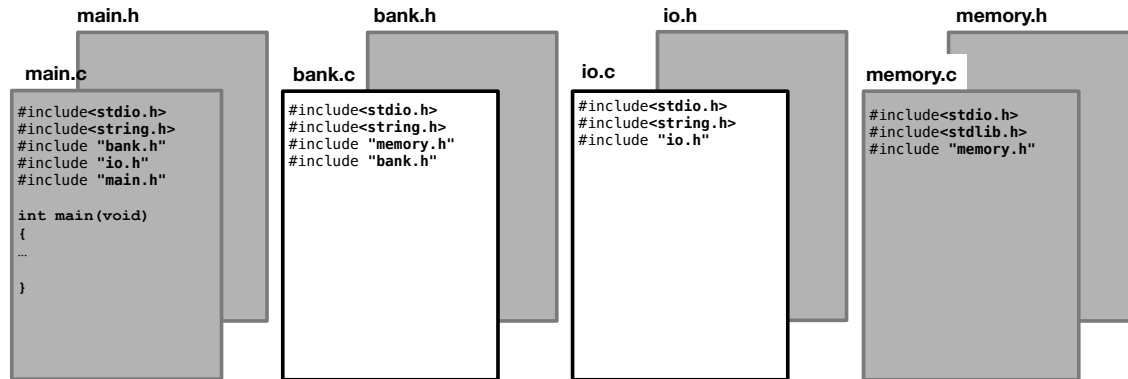 main.h
bank.h
io.h
memory.h
main.c
bank.c
io.c
memory.c
#include<stdio.h>
#include<string.h>
#include "bank.h"
#include "io.h"
#include "main.h"
int main(void)
{
…
}
#include<stdio.h>
#include<string.h>
#include "memory.h"
#include "bank.h"
#include<stdio.h>
#include<string.h>
#include "io.h"
#include<stdio.h>
#include<stdlib.h>
#include "memory.h"